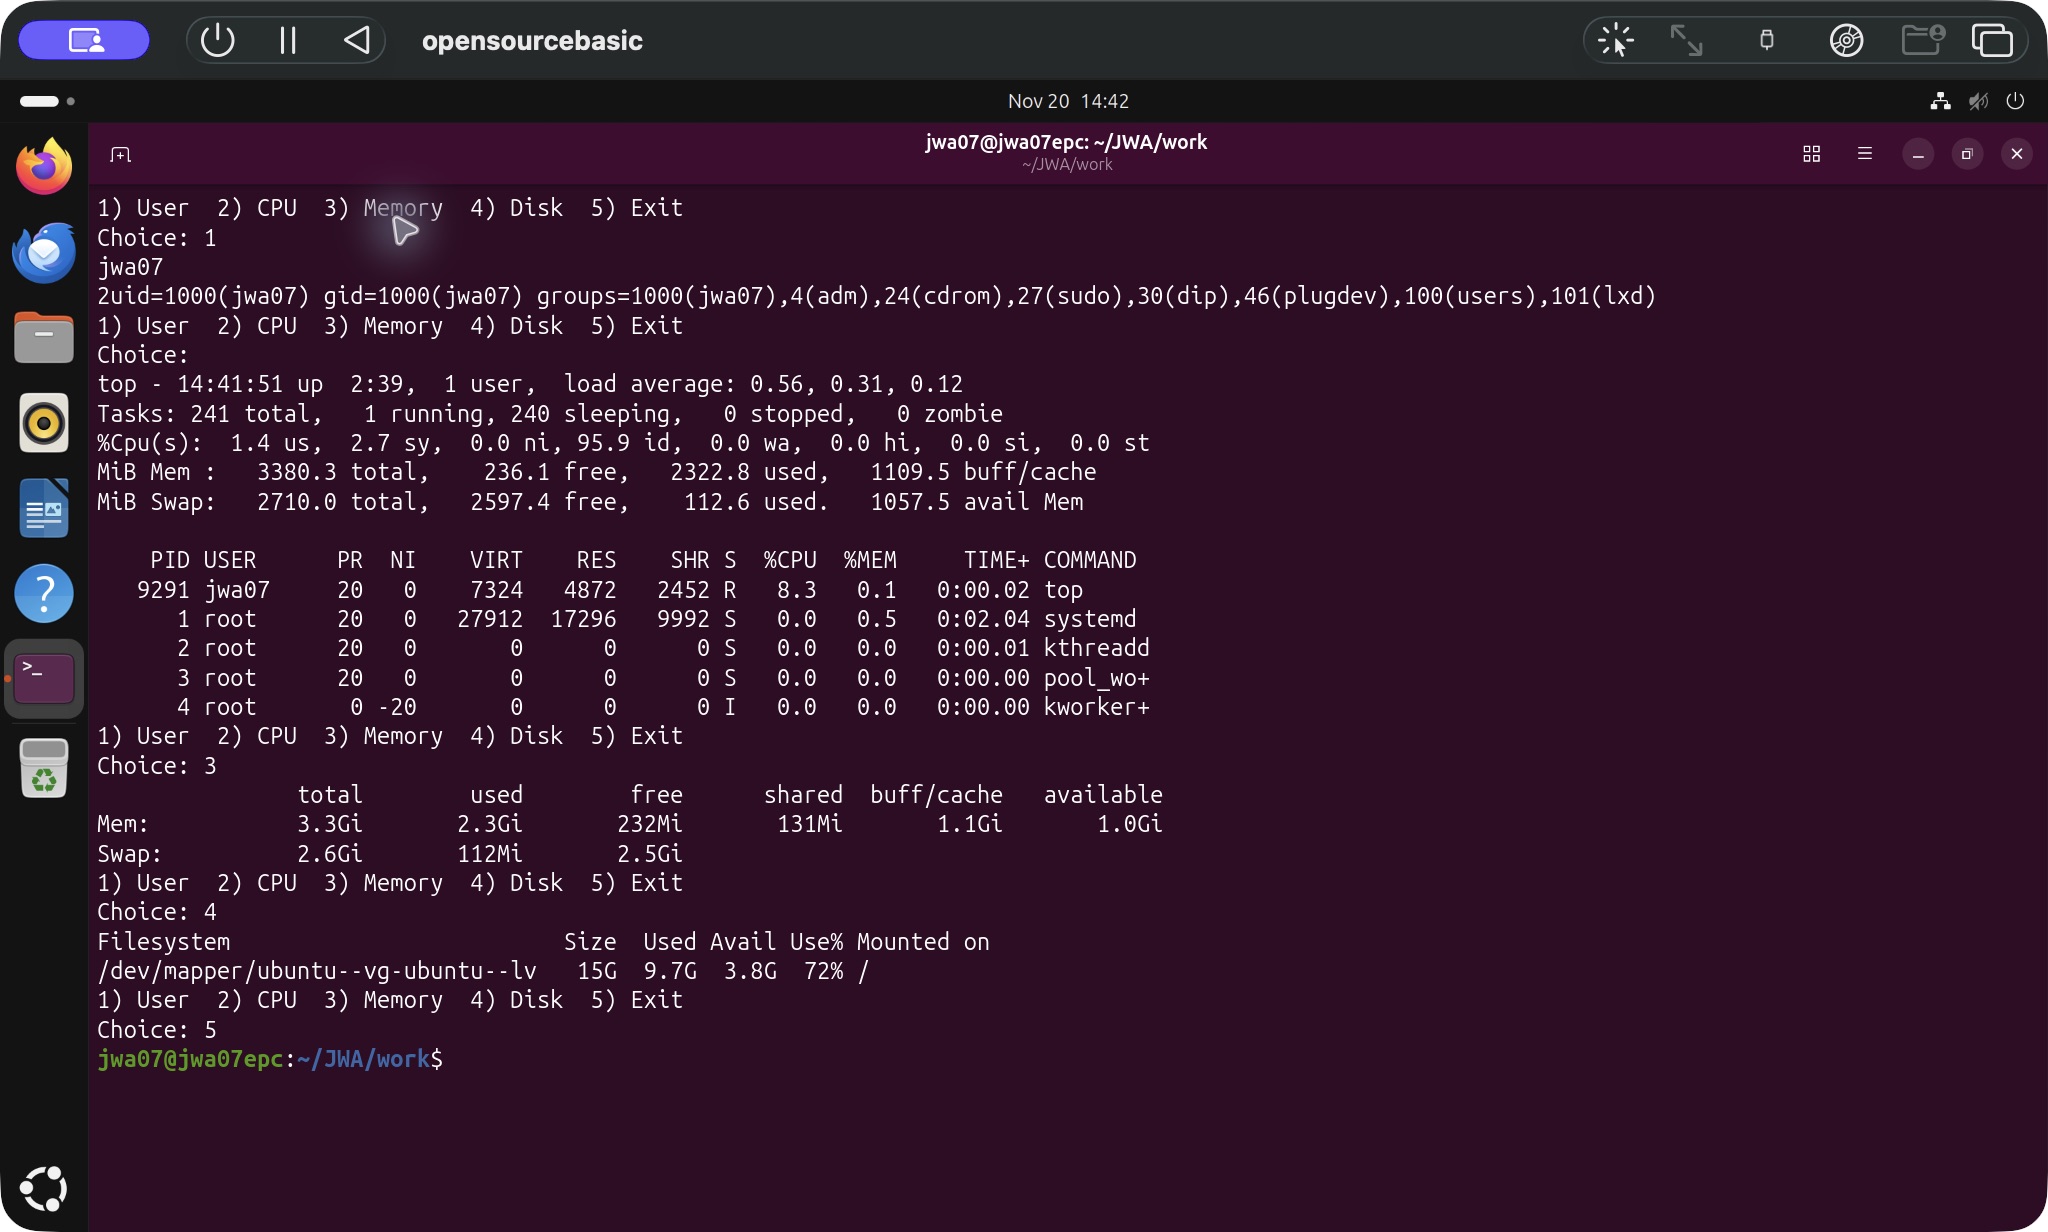 opensourcebasic
Nov 20  14:42
jwa07@jwa07epc: ~/JWA/work
~/JWA/work
1) User  2) CPU  3) Memory  4) Disk  5) Exit
Choice: 1
jwa07
2uid=1000(jwa07) gid=1000(jwa07) groups=1000(jwa07),4(adm),24(cdrom),27(sudo),30(dip),46(plugdev),100(users),101(lxd)
1) User  2) CPU  3) Memory  4) Disk  5) Exit
Choice:
top - 14:41:51 up  2:39,  1 user,  load average: 0.56, 0.31, 0.12
Tasks: 241 total,   1 running, 240 sleeping,   0 stopped,   0 zombie
%Cpu(s):  1.4 us,  2.7 sy,  0.0 ni, 95.9 id,  0.0 wa,  0.0 hi,  0.0 si,  0.0 st
MiB Mem :   3380.3 total,    236.1 free,   2322.8 used,   1109.5 buff/cache
MiB Swap:   2710.0 total,   2597.4 free,    112.6 used.   1057.5 avail Mem
    PID USER      PR  NI    VIRT    RES    SHR S  %CPU  %MEM     TIME+ COMMAND
   9291 jwa07     20   0    7324   4872   2452 R   8.3   0.1   0:00.02 top
      1 root      20   0   27912  17296   9992 S   0.0   0.5   0:02.04 systemd
      2 root      20   0       0      0      0 S   0.0   0.0   0:00.01 kthreadd
      3 root      20   0       0      0      0 S   0.0   0.0   0:00.00 pool_wo+
      4 root       0 -20       0      0      0 I   0.0   0.0   0:00.00 kworker+
1) User  2) CPU  3) Memory  4) Disk  5) Exit
Choice: 3
               total        used        free      shared  buff/cache   available
Mem:           3.3Gi       2.3Gi       232Mi       131Mi       1.1Gi       1.0Gi
Swap:          2.6Gi       112Mi       2.5Gi
1) User  2) CPU  3) Memory  4) Disk  5) Exit
Choice: 4
Filesystem                         Size  Used Avail Use% Mounted on
/dev/mapper/ubuntu--vg-ubuntu--lv   15G  9.7G  3.8G  72% /
1) User  2) CPU  3) Memory  4) Disk  5) Exit
Choice: 5
jwa07@jwa07epc:~/JWA/work$